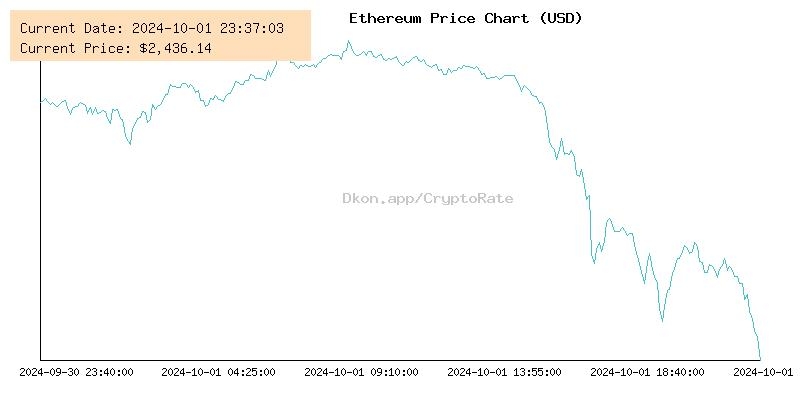 Ethereum Price Chart (USD)
Current Date: 2024-10-01 23:37:03
Current Price: $2,436.14
Dkon.app/CryptoRate
2024-09-30 23:40:00 2024-10-01 04:25:00 2024-10-01 09:10:00 2024-10-01 13:55:00 2024-10-01 18:40:00 2024-10-01